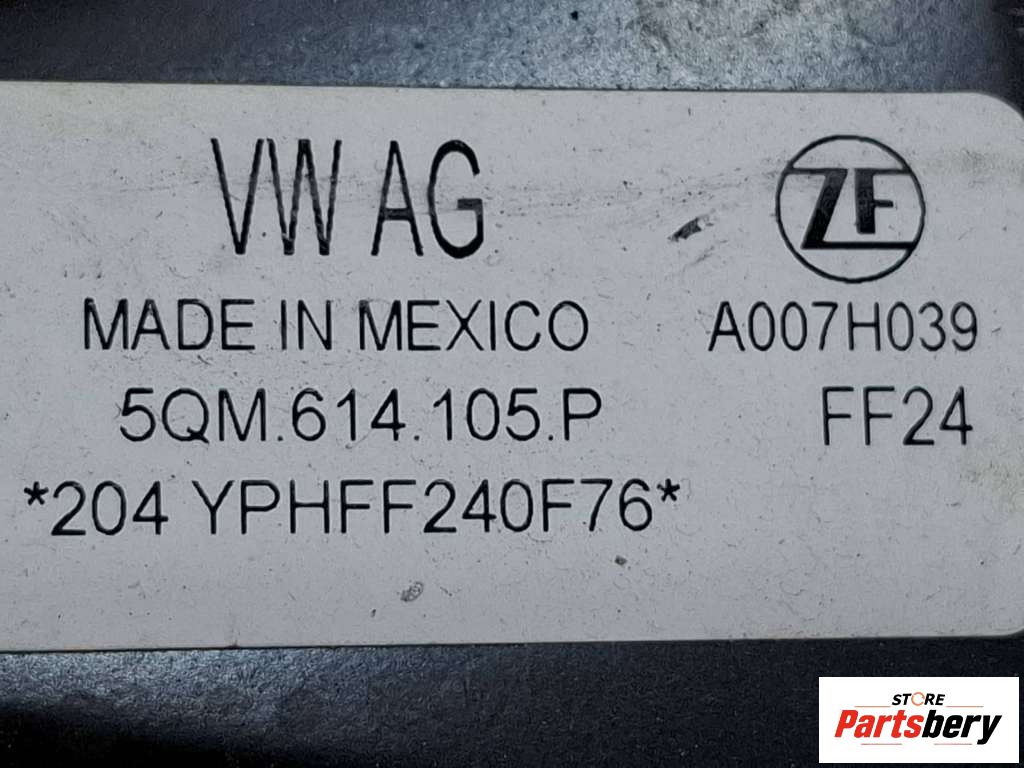 VW AG
ZF
MADE IN MEXICO
A007H039
5QM.614.105.P
FF24
*204 YPHFF240F76*
STORE
Partsbery